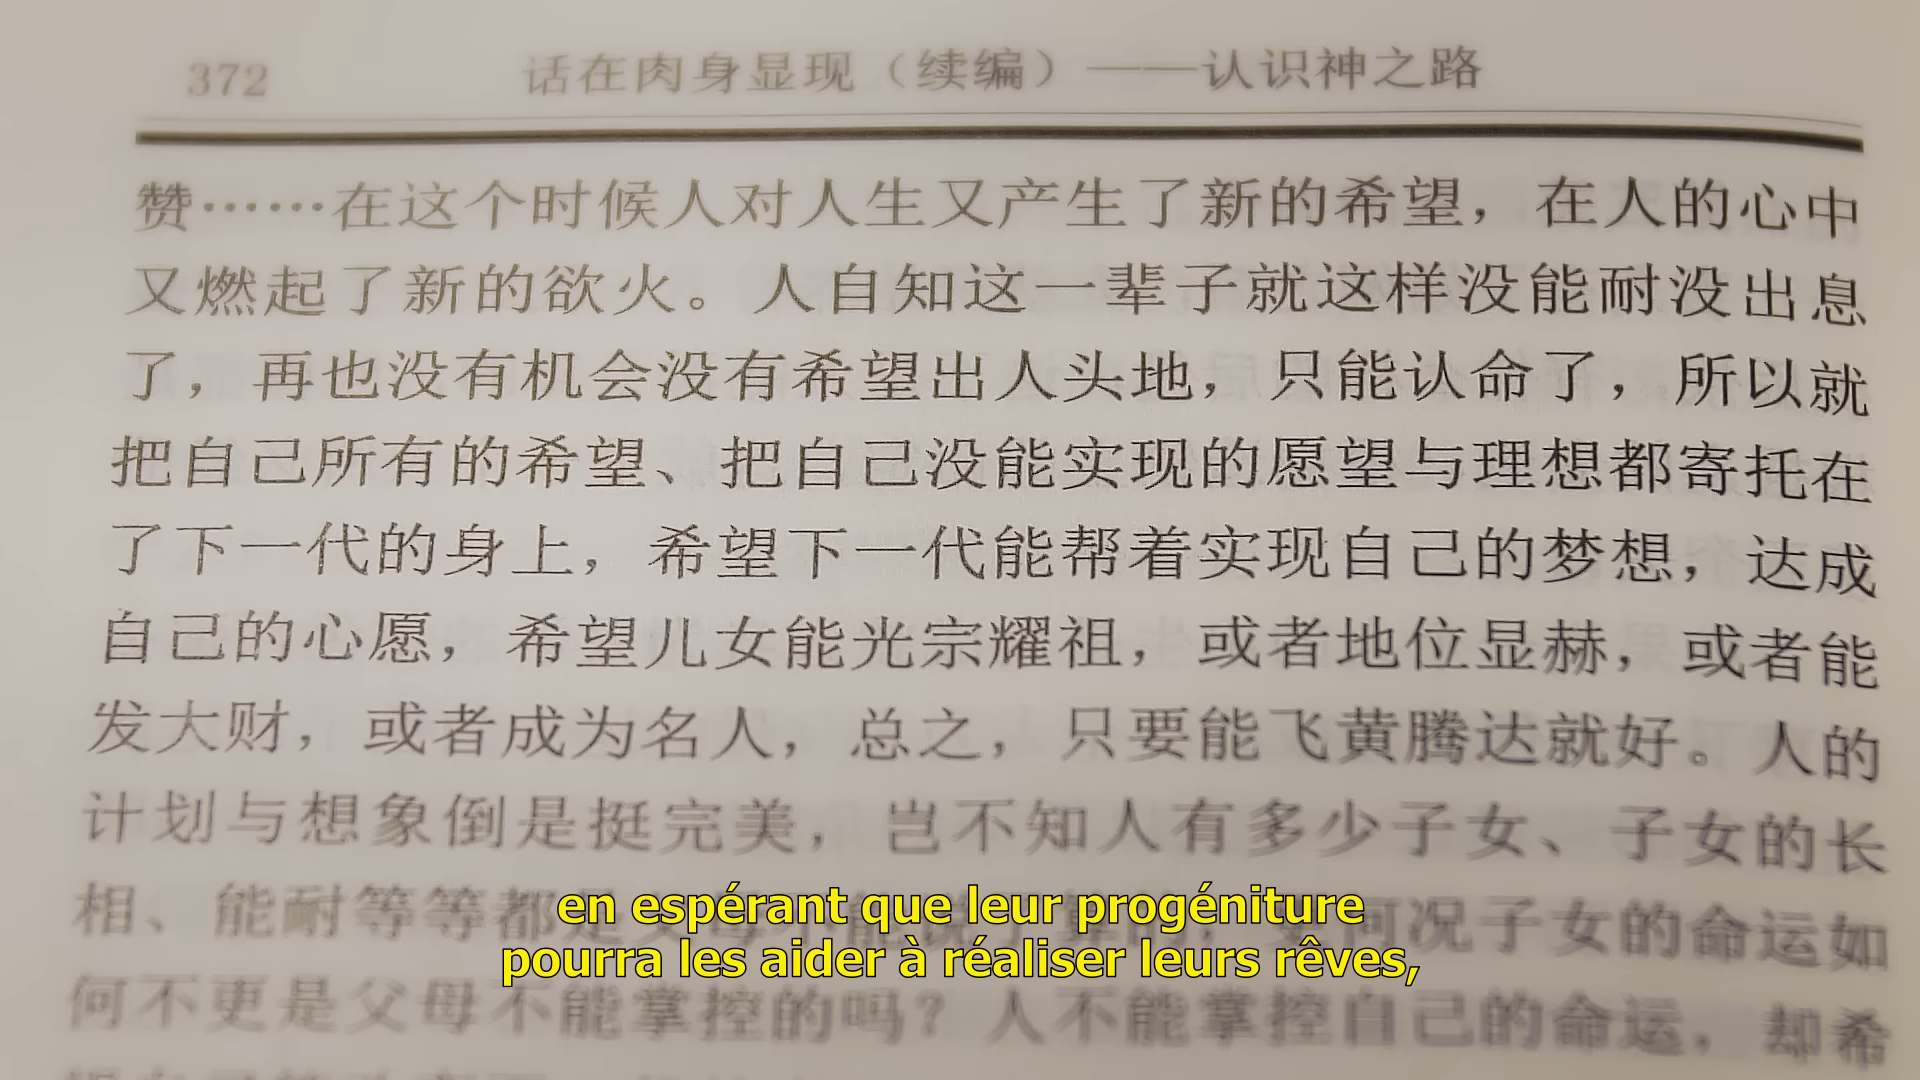 372
话在肉身显现（续编）——认识神之路
赞……在这个时候人对人生又产生了新的希望，在人的心中
又燃起了新的欲火。人自知这一辈子就这样没能耐没出息
了，再也没有机会没有希望出人头地，只能认命了，所以就
把自己所有的希望、把自己没能实现的愿望与理想都寄托在
了下一代的身上，希望下一代能帮着实现自己的梦想，达成
自己的心愿，希望儿女能光宗耀祖，或者地位显赫，或者能
发大财，或者成为名人，总之，只要能飞黄腾达就好。人的
计划与想象倒是挺完美，岂不知人有多少子女、子女的长
相、能耐等等都是 何况子女的命运如
en espérant que leur progéniture
pourra les aider à réaliser leurs rêves,
何不更是父母不能掌控的吗？人不能掌控自己的命运，却希